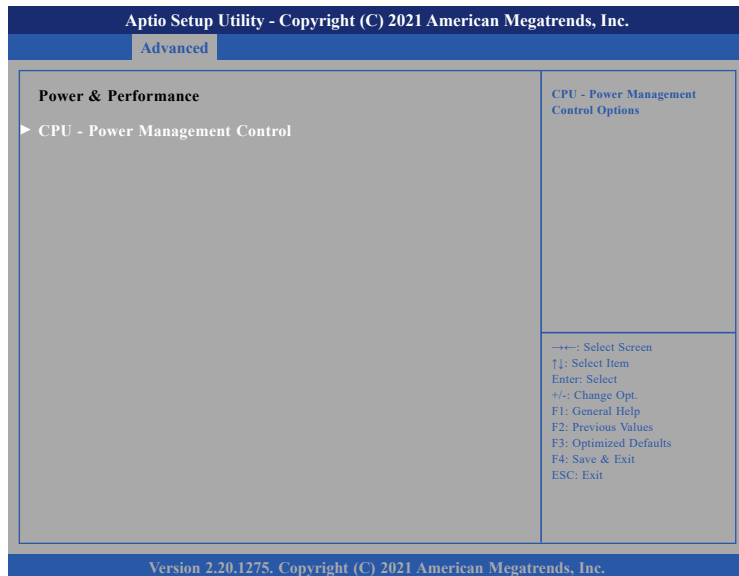 Aptio Setup Utility - Copyright (C) 2021 American Megatrends, Inc.
Advanced
Power & Performance
► CPU - Power Management Control
CPU - Power Management
Control Options
→←: Select Screen
↑↓: Select Item
Enter: Select
+/-: Change Opt.
F1: General Help
F2: Previous Values
F3: Optimized Defaults
F4: Save & Exit
ESC: Exit
Version 2.20.1275. Copyright (C) 2021 American Megatrends, Inc.